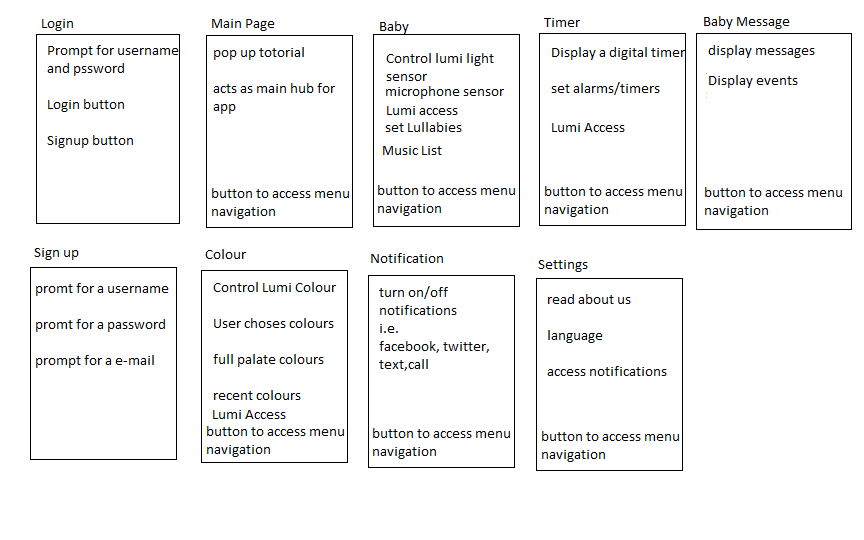 Login
Prompt for username
and pssword
Login button
Signup button
Main Page
pop up totorial
acts as main hub for
app
button to access menu
navigation
Baby
Control lumi light
sensor
microphone sensor
Lumi access
set Lullabies
Music List
button to access menu
navigation
Timer
Display a digital timer
set alarms/timers
Lumi Access
button to access menu
navigation
Baby Message
display messages
Display events
button to access menu
navigation
Sign up
promt for a username
promt for a password
prompt for a e-mail
Colour
Control Lumi Colour
User choses colours
full palate colours
recent colours
Lumi Access
button to access menu
navigation
Notification
turn on/off
notifications
i.e.
facebook, twitter,
text,call
button to access menu
navigation
Settings
read about us
language
access notifications
button to access menu
navigation